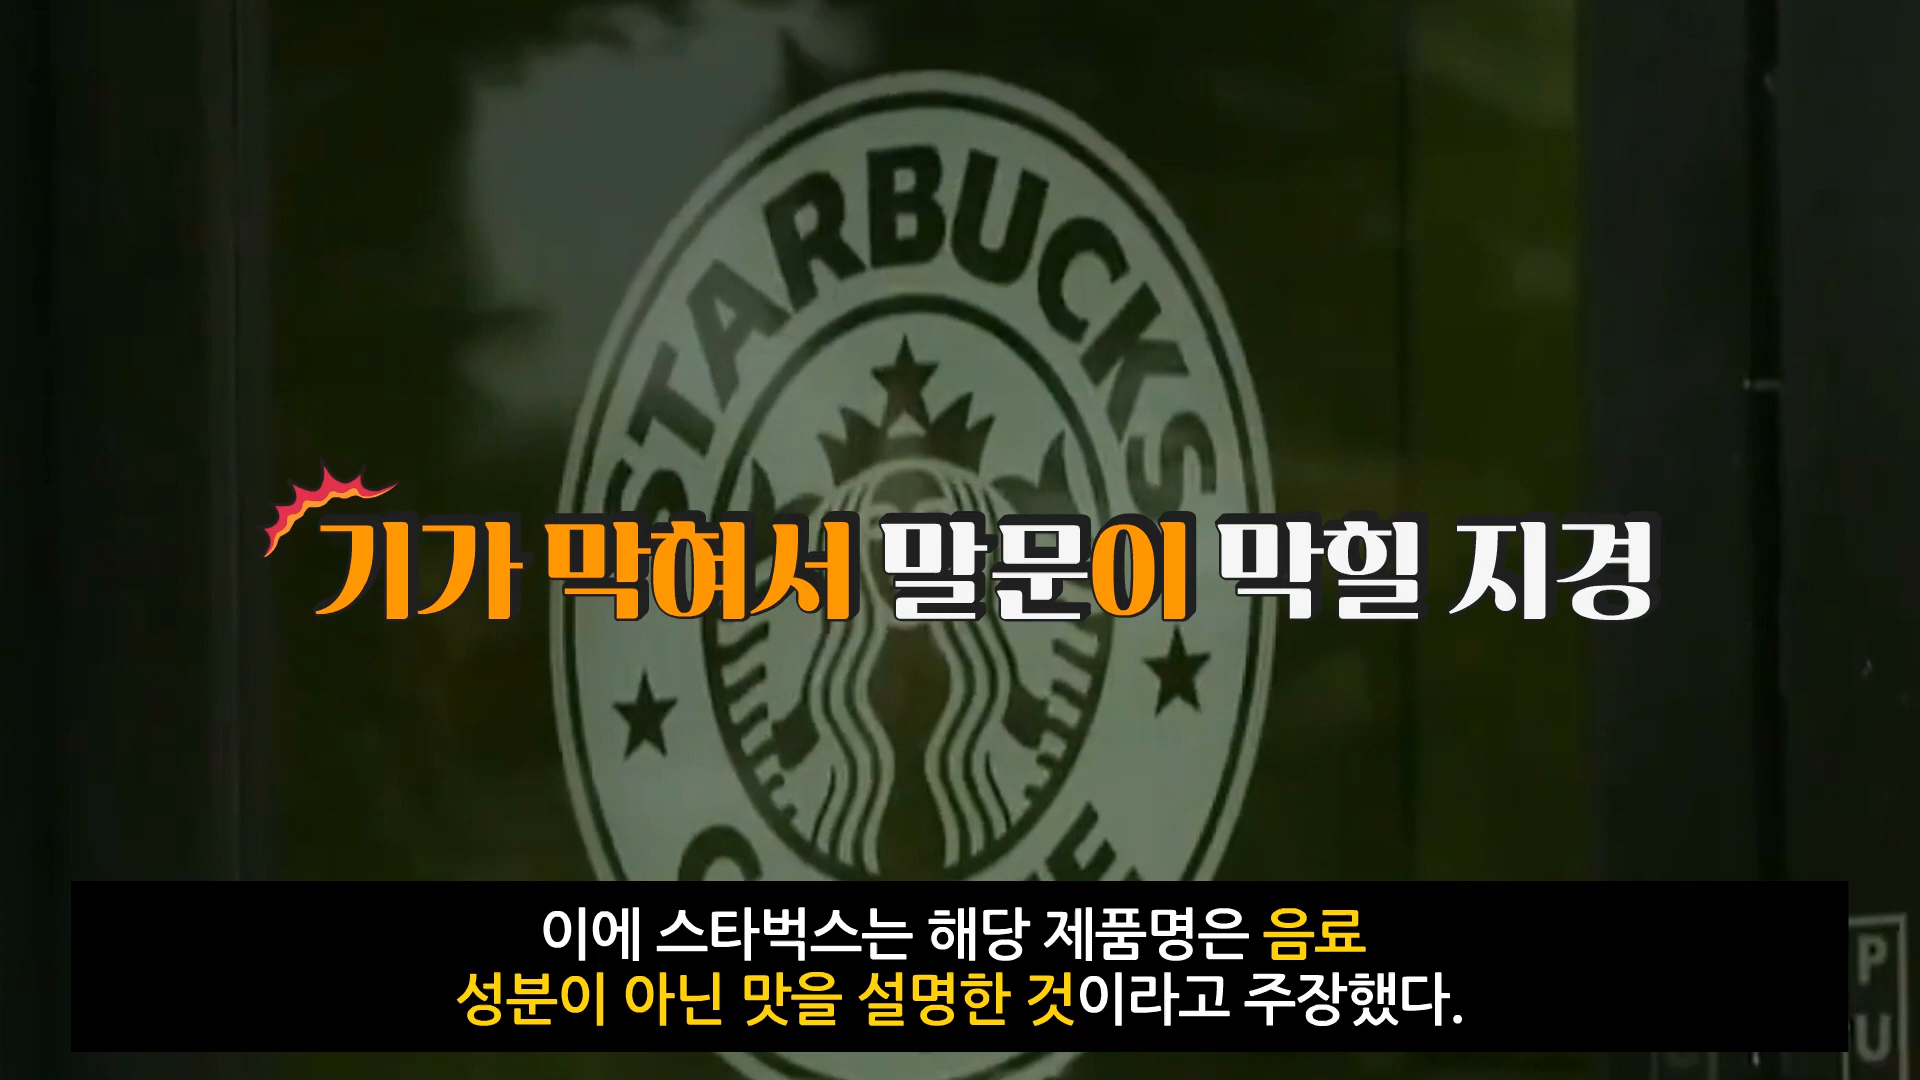 STARBUCKS
기가 막혀서 말문이 막힐 지경
이에 스타벅스는 해당 제품명은 음료
성분이 아닌 맛을 설명한 것이라고 주장했다.
P
U